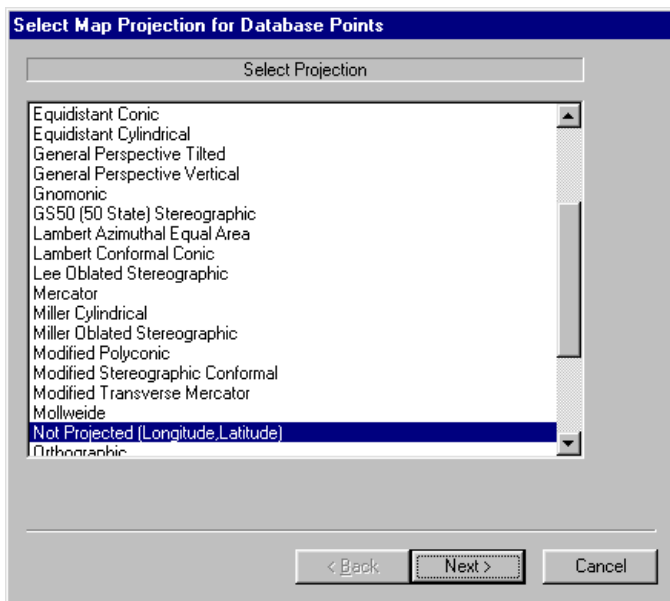 Select Map Projection for Database Points
Select Projection
Equidistant Conic
Equidistant Cylindrical
General Perspective Tilted
General Perspective Vertical
Gnomonic
GS50 (50 State) Stereographic
Lambert Azimuthal Equal Area
Lambert Conformal Conic
Lee Oblated Stereographic
Mercator
Miller Cylindrical
Miller Oblated Stereographic
Modified Polyconic
Modified Stereographic Conformal
Modified Transverse Mercator
Mollweide
Not Projected (Longitude,Latitude)
Orthographic
< Back
Next >
Cancel